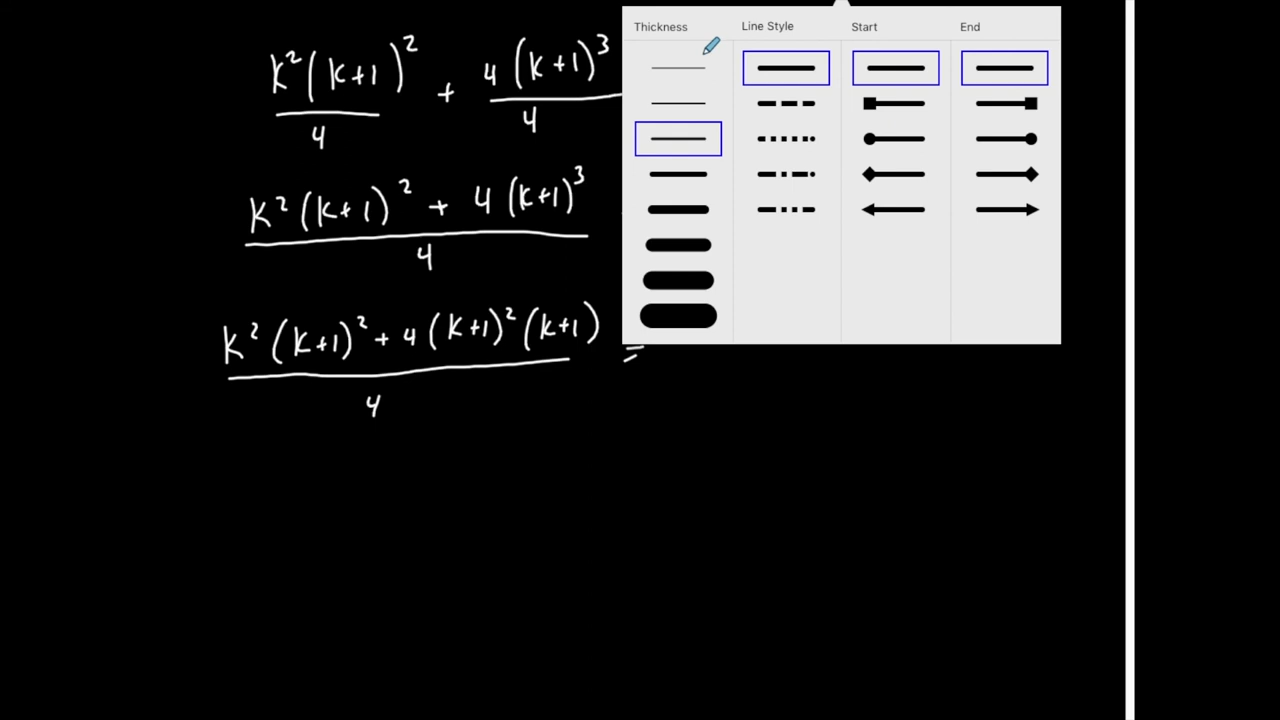 Thickness Line Style Start End
k²(k+1)² + 4(k+1)³
4 4
k²(k+1)² + 4(k+1)³
4
k²(k+1)² + 4(k+1)²(k+1) =
4